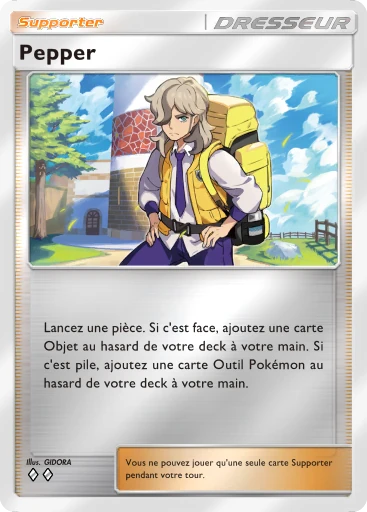 Supporter
DRESSEUR
Pepper
Lancez une pièce. Si c'est face, ajoutez une carte
Objet au hasard de votre deck à votre main. Si
c'est pile, ajoutez une carte Outil Pokémon au
hasard de votre deck à votre main.
Illus. GIDORA
Vous ne pouvez jouer qu'une seule carte Supporter
pendant votre tour.